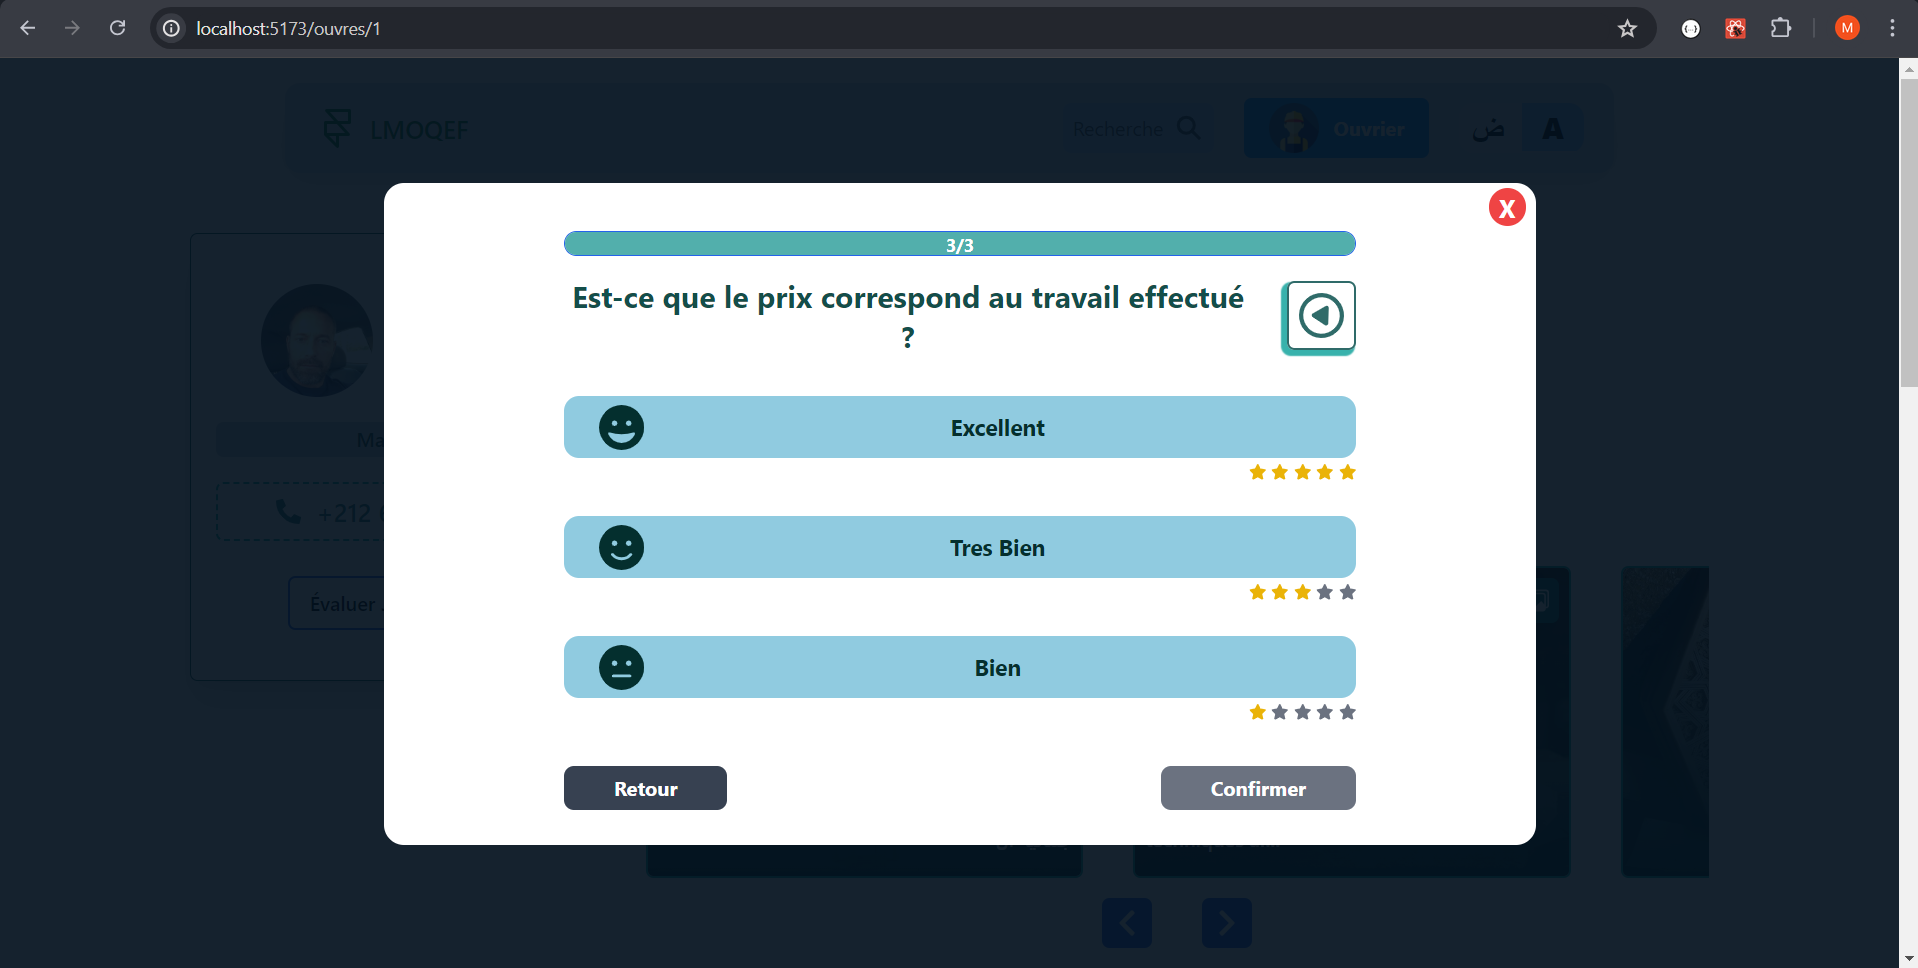 localhost:5173/ouvres/1
M
LMOQEF
Recherche
Ouvrier
ض
A
X
3/3
Est-ce que le prix correspond au travail effectué
?
Excellent
+212
Tres Bien
Évaluer
Bien
Retour
Confirmer